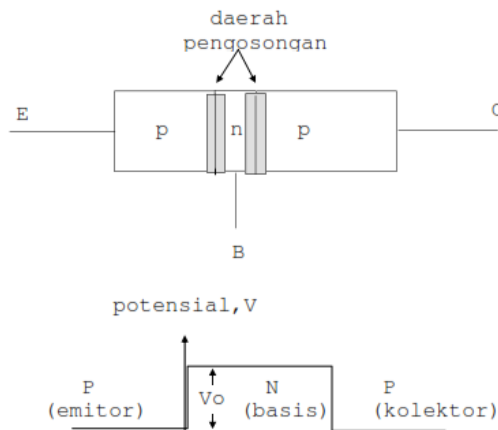 daerah
pengosongan
E
C
p
n
p
B
potensial,V
P
(emitor)
Vo
N
(basis)
P
(kolektor)